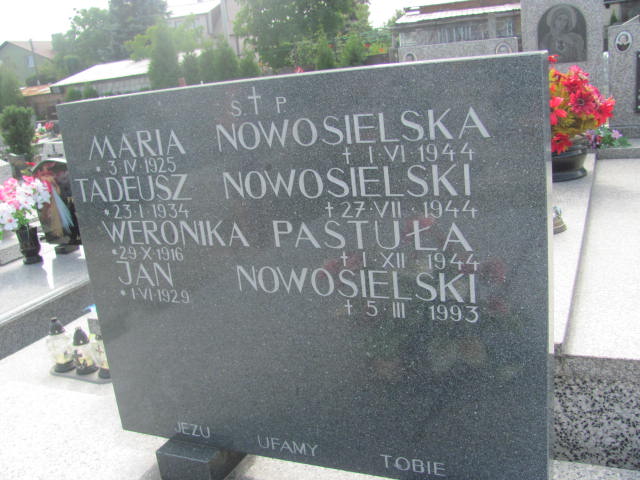 S † P
MARIA NOWOSIELSKA
* 3 IV 1925 † 1 VI 1944
TADEUSZ NOWOSIELSKI
* 23 I 1934 † 27 VII 1944
WERONIKA PASTUŁA
* 29 X 1916 † 1 XII 1944
JAN NOWOSIELSKI
* 1 VI 1929 † 5 III 1993
JEZU UFAMY TOBIE